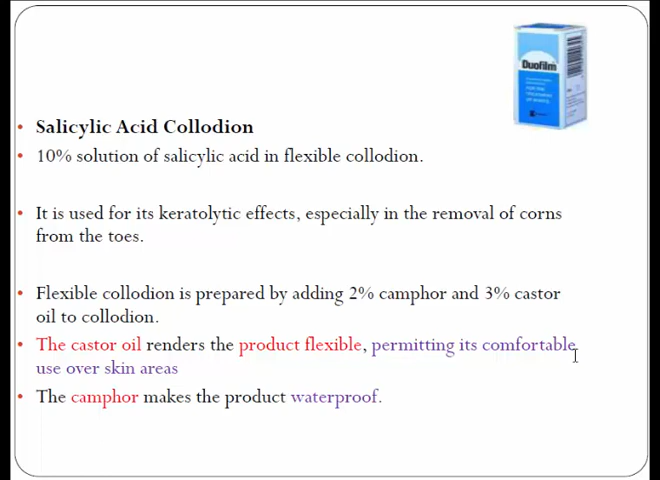 Duofilm
• Salicylic Acid Collodion
• 10% solution of salicylic acid in flexible collodion.
• It is used for its keratolytic effects, especially in the removal of corns
from the toes.
• Flexible collodion is prepared by adding 2% camphor and 3% castor
oil to collodion.
• The castor oil renders the product flexible, permitting its comfortable
use over skin areas
• The camphor makes the product waterproof.